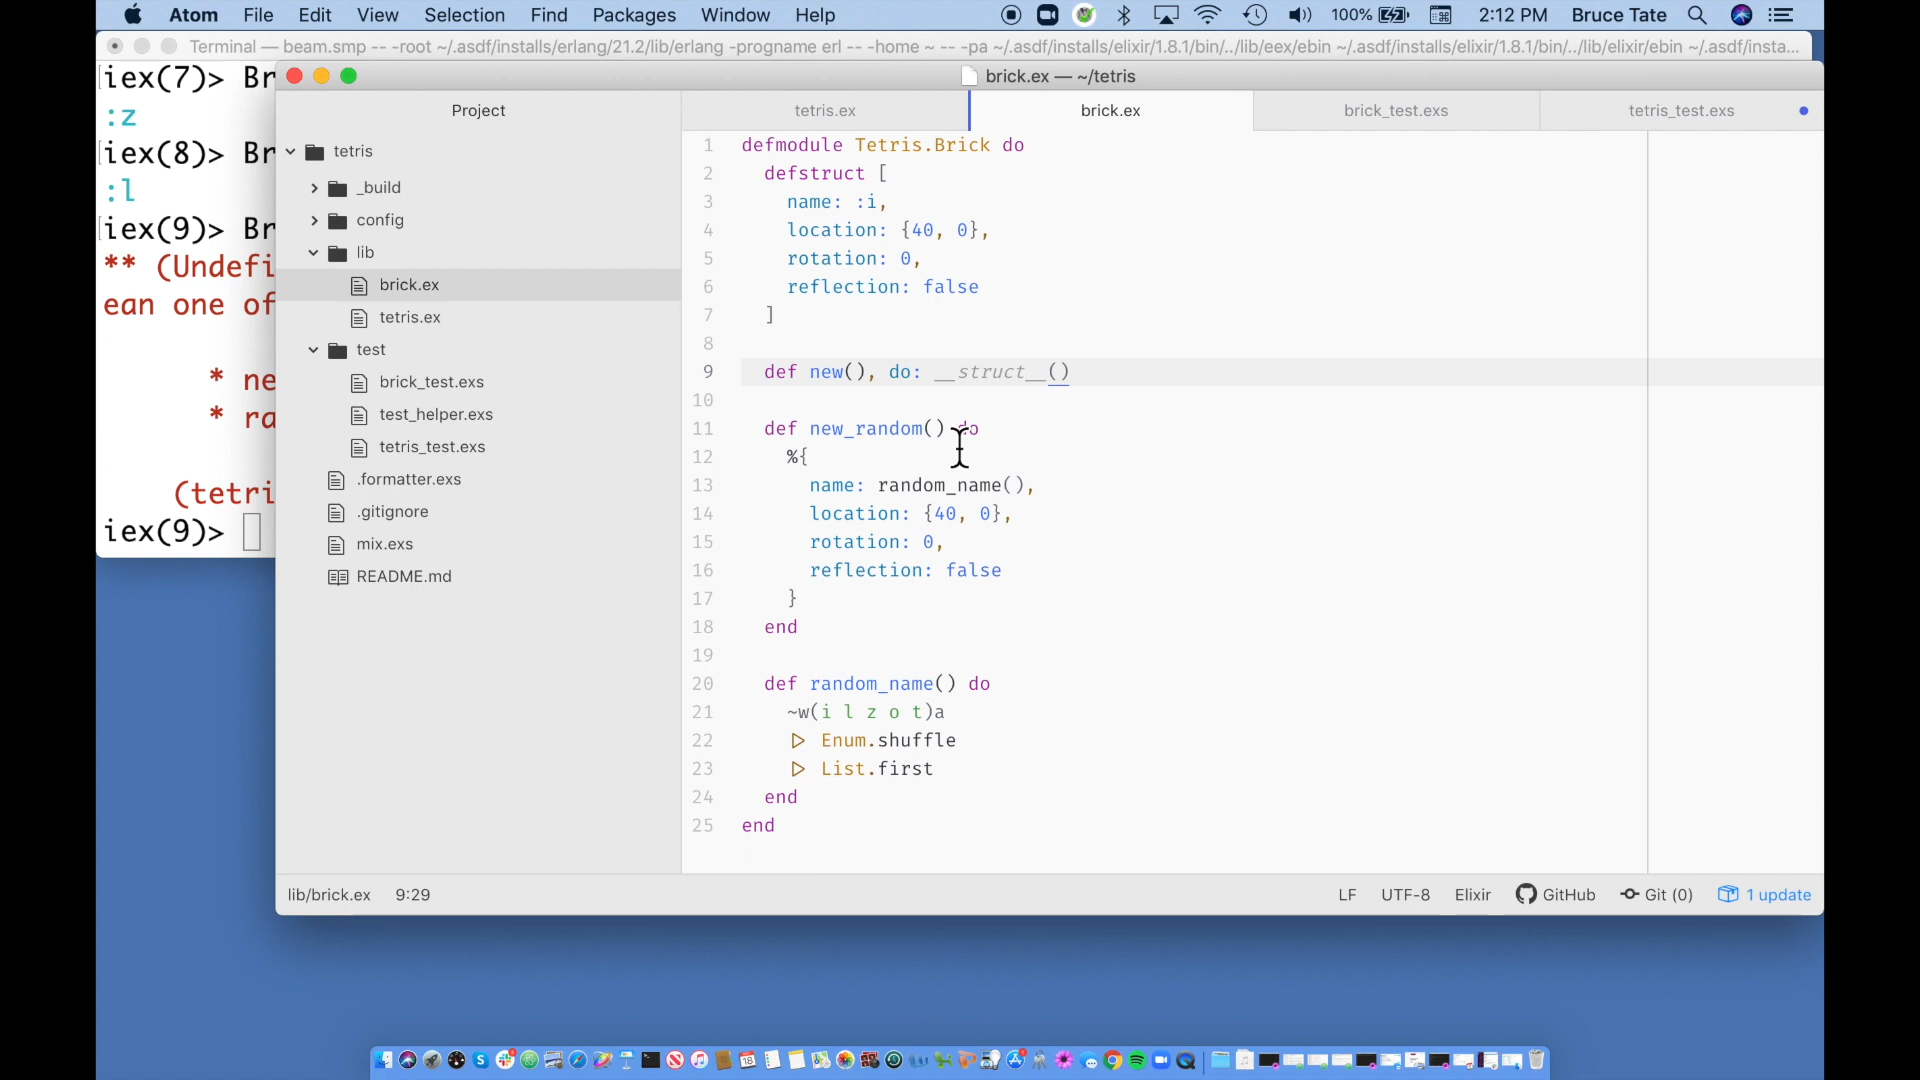 Atom File Edit View Selection Find Packages Window Help 100% 2:12 PM Bruce Tate
Terminal — beam.smp -- -root ~/.asdf/installs/erlang/21.2/lib/erlang -progname erl -- -home ~ -- -pa ~/.asdf/installs/elixir/1.8.1/bin/../lib/eex/ebin ~/.asdf/installs/elixir/1.8.1/bin/../lib/elixir/ebin ~/.asdf/insta...
iex(7)> Br
:z
iex(8)> Br
:l
iex(9)> Br
** (Undefi
ean one of
* ne
* ra
(tetri
iex(9)>
brick.ex — ~/tetris
Project
tetris
_build
config
lib
brick.ex
tetris.ex
test
brick_test.exs
test_helper.exs
tetris_test.exs
.formatter.exs
.gitignore
mix.exs
README.md
tetris.ex brick.ex brick_test.exs tetris_test.exs
1 defmodule Tetris.Brick do
2 defstruct [
3 name: :i,
4 location: {40, 0},
5 rotation: 0,
6 reflection: false
7 ]
8
9 def new(), do: __struct__()
10
11 def new_random() do
12 %{
13 name: random_name(),
14 location: {40, 0},
15 rotation: 0,
16 reflection: false
17 }
18 end
19
20 def random_name() do
21 ~w(i l z o t)a
22 |> Enum.shuffle
23 |> List.first
24 end
25 end
lib/brick.ex 9:29 LF UTF-8 Elixir GitHub Git (0) 1 update
18